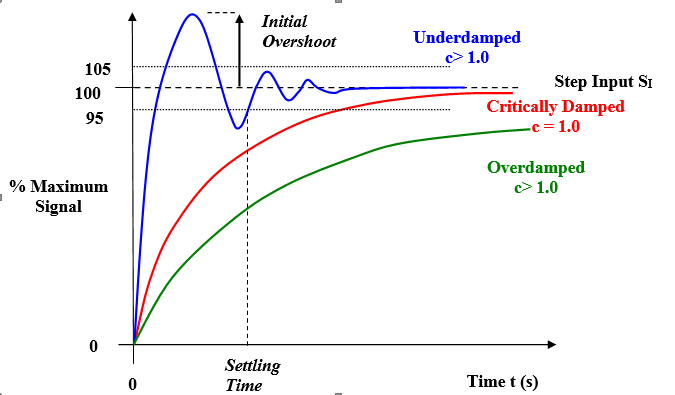 Initial
Overshoot
Underdamped
c> 1.0
105
100
95
Step Input SI
Critically Damped
c = 1.0
Overdamped
c> 1.0
% Maximum
Signal
0
Settling
Time
0
Time t (s)